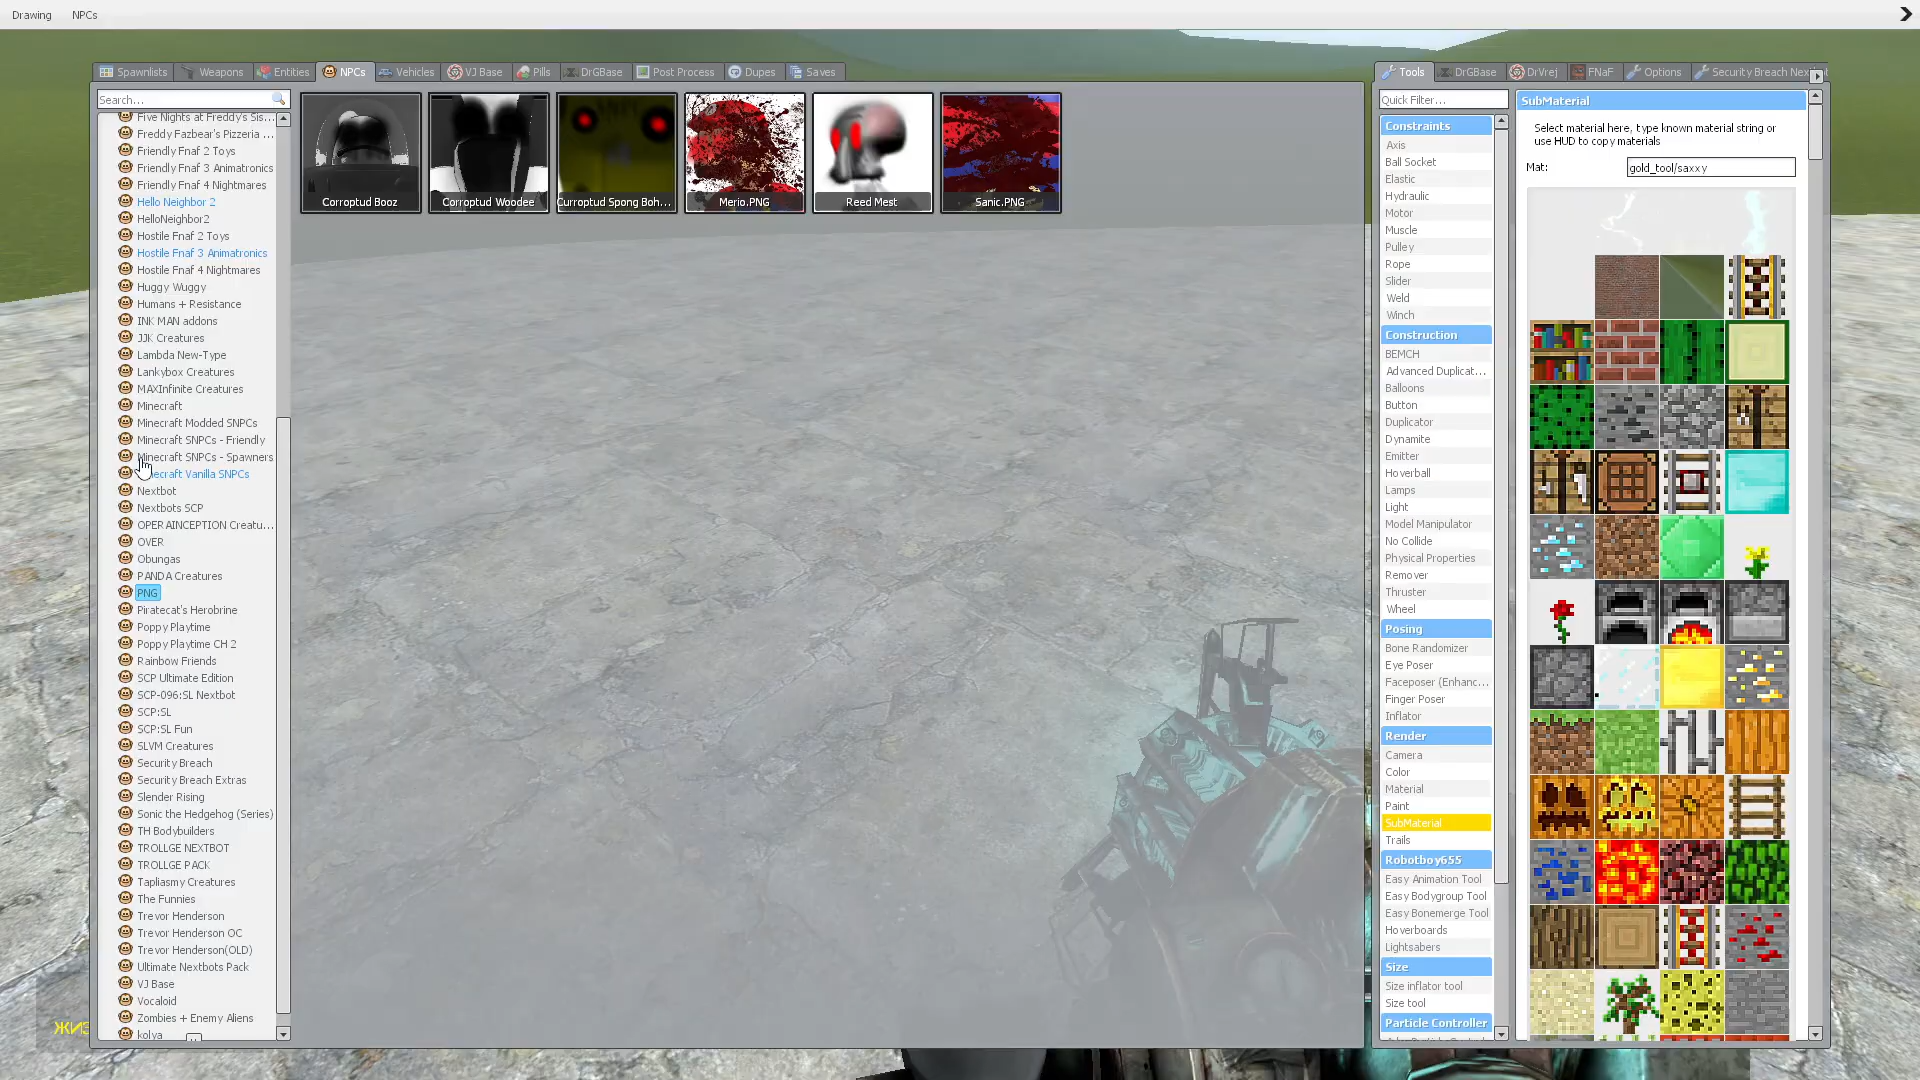 Drawing NPCs
Spawnlists Weapons Entities NPCs Vehicles VJ Base Pills DrGBase Post Process Dupes Saves
Search...
Five Nights at Freddy's Sis...
Freddy Fazbear's Pizzeria ...
Friendly Fnaf 2 Toys
Friendly Fnaf 3 Animatronics
Friendly Fnaf 4 Nightmares
Hello Neighbor 2
HelloNeighbor2
Hostile Fnaf 2 Toys
Hostile Fnaf 3 Animatronics
Hostile Fnaf 4 Nightmares
Huggy Wuggy
Humans + Resistance
INK MAN addons
JJK Creatures
Lambda New-Type
Lankybox Creatures
MAXInfinite Creatures
Minecraft
Minecraft Modded SNPCs
Minecraft SNPCs - Friendly
Minecraft SNPCs - Spawners
Vanilla SNPCs
Nextbot
Nextbots SCP
OPERAINCEPTION Creatu...
OVER
Obungas
PANDA Creatures
PNG
Piratecat's Herobrine
Poppy Playtime
Poppy Playtime CH 2
Rainbow Friends
SCP Ultimate Edition
SCP-096:SL Nextbot
SCP:SL
SCP:SL Fun
SLVM Creatures
Security Breach
Security Breach Extras
Slender Rising
Sonic the Hedgehog (Series)
TH Bodybuilders
TROLLGE NEXTBOT
TROLLGE PACK
Tapliasmy Creatures
The Funnies
Trevor Henderson
Trevor Henderson OC
Trevor Henderson(OLD)
Ultimate Nextbots Pack
VJ Base
Vocaloid
Zombies + Enemy Aliens
kolya
Corroptud Booz
Corroptud Woodee
Curroptud Spong Boh...
Merio.PNG
Reed Mest
Sanic.PNG
Tools DrGBase DrVrej FNaF Options Security Breach
Quick Filter...
Constraints
Axis
Ball Socket
Elastic
Hydraulic
Motor
Muscle
Pulley
Rope
Slider
Weld
Winch
Construction
BEMCH
Advanced Duplicat...
Balloons
Button
Duplicator
Dynamite
Emitter
Hoverball
Lamps
Light
Model Manipulator
No Collide
Physical Properties
Remover
Thruster
Wheel
Posing
Bone Randomizer
Eye Poser
Faceposer (Enhanc...
Finger Poser
Inflator
Render
Camera
Color
Material
Paint
SubMaterial
Trails
Robotboy655
Easy Animation Tool
Easy Bodygroup Tool
Easy Bonemerge Tool
Hoverboards
Lightsabers
Size
Size inflator tool
Size tool
Particle Controller
SubMaterial
Select material here, type known material string or
use HUD to copy materials
Mat: gold_tool/saxxy
ЖИЗ